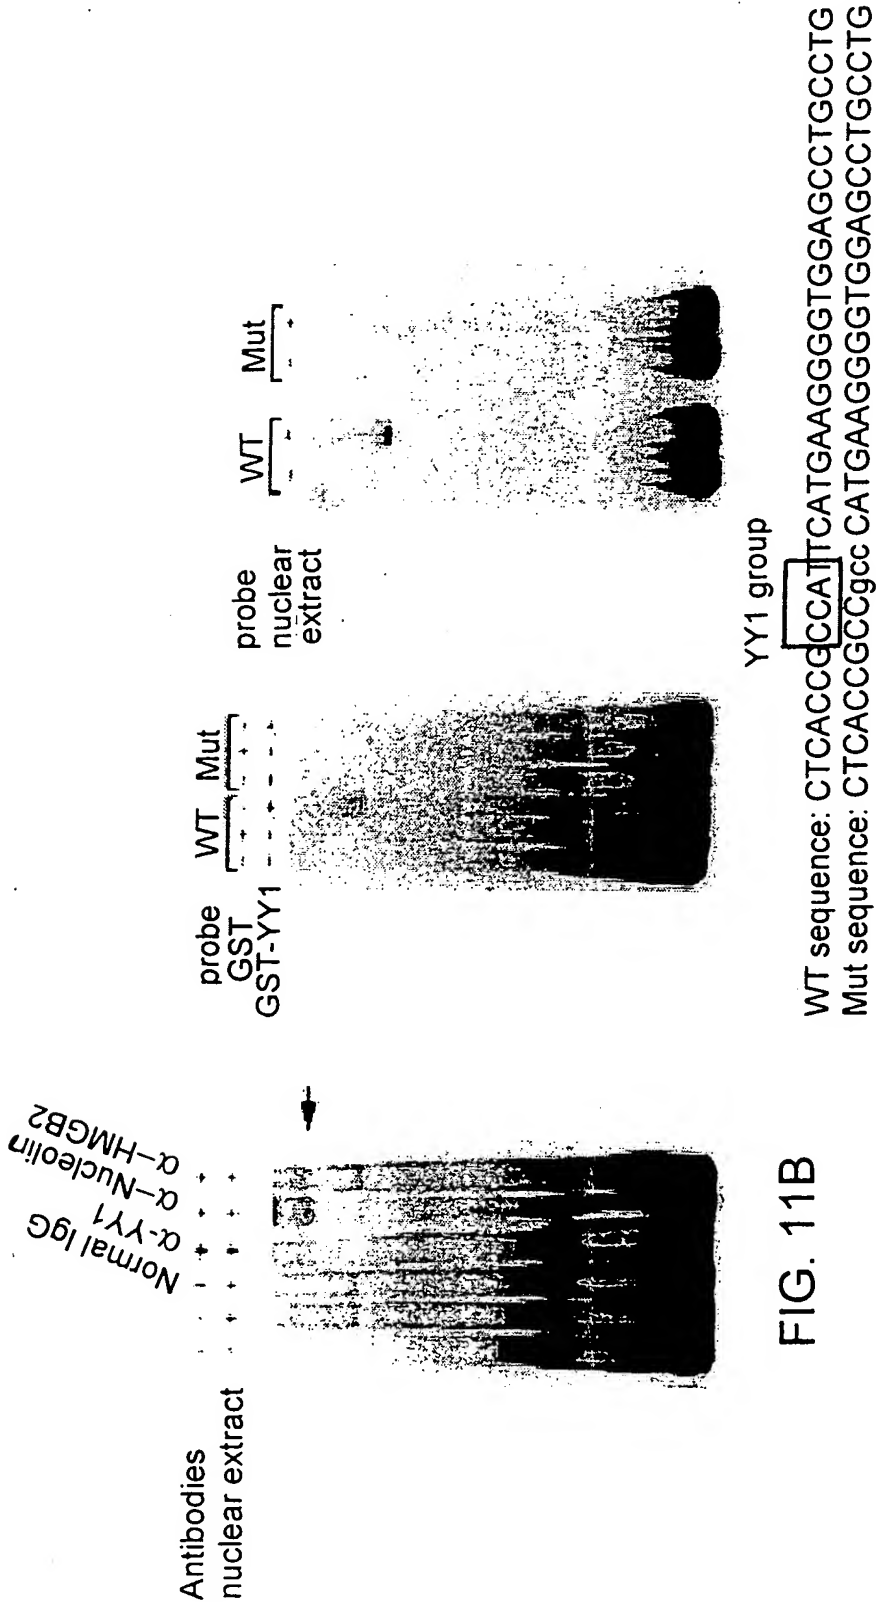 Normal IgG
α-YY1
α-Nucleolin
α-HMGB2
Antibodies - - + + + +
nuclear extract - + + + + +
probe WT Mut
GST - + - - + -
GST-YY1 - - + - - +
probe WT Mut
nuclear
extract - + - +
YY1 group
WT sequence: CTCACCGCCATTCATGAAGGGGTGGAGCCTGCCTG
Mut sequence: CTCACCGCCgcc CATGAAGGGGTGGAGCCTGCCTG
FIG. 11B